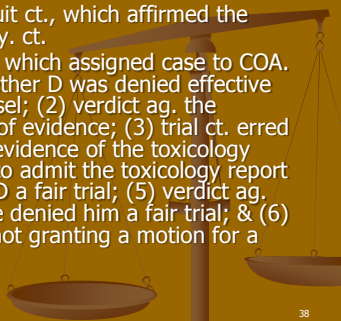 uit ct., which affirmed the
y. ct.
which assigned case to COA.
ther D was denied effective
sel; (2) verdict ag. the
of evidence; (3) trial ct. erred
evidence of the toxicology
to admit the toxicology report
D a fair trial; (5) verdict ag.
e denied him a fair trial; & (6)
not granting a motion for a
38